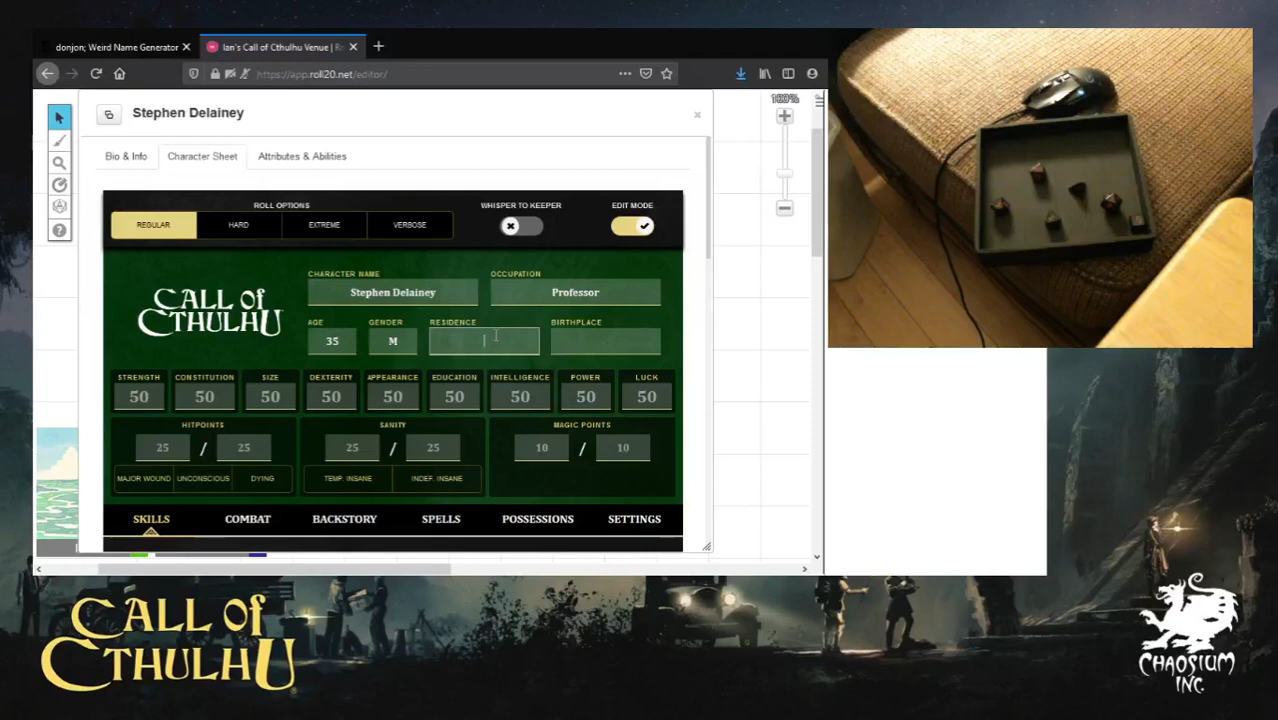 donjon; Weird Name Generator
Ian's Call of Cthulhu Venue | Ro
https://app.roll20.net/editor/
100%
Stephen Delainey
Bio & Info
Character Sheet
Attributes & Abilities
ROLL OPTIONS
REGULAR
HARD
EXTREME
VERBOSE
WHISPER TO KEEPER
EDIT MODE
CALL OF
CTHULHU
CHARACTER NAME
Stephen Delainey
OCCUPATION
Professor
AGE
35
GENDER
M
RESIDENCE
BIRTHPLACE
STRENGTH
50
CONSTITUTION
50
SIZE
50
DEXTERITY
50
APPEARANCE
50
EDUCATION
50
INTELLIGENCE
50
POWER
50
LUCK
50
HITPOINTS
25 / 25
MAJOR WOUND
UNCONSCIOUS
DYING
SANITY
25 / 25
TEMP. INSANE
INDEF. INSANE
MAGIC POINTS
10 / 10
SKILLS
COMBAT
BACKSTORY
SPELLS
POSSESSIONS
SETTINGS
CALL OF
CTHULHU
CHAOSIUM
INC.